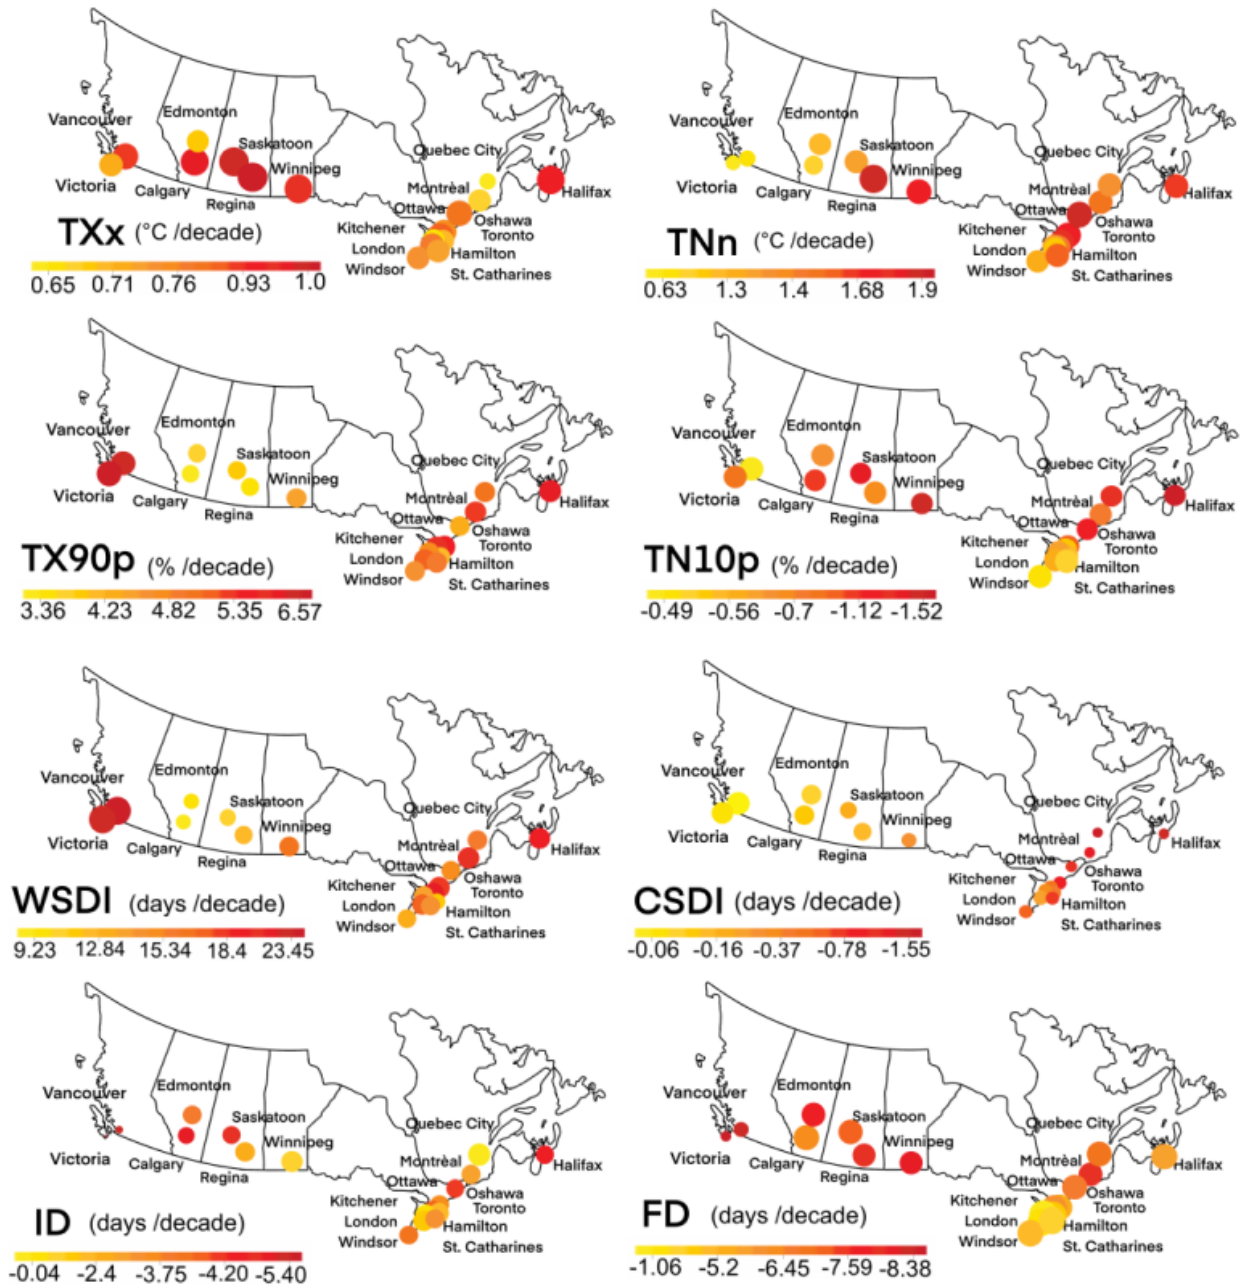 Vancouver
Edmonton
Saskatoon
Winnipeg
Victoria
Calgary
Regina
Quebec City
Montrèal
Halifax
Ottawa
Oshawa
Kitchener
Toronto
London
Hamilton
Windsor
St. Catharines
TXx (°C /decade)
0.65 0.71 0.76 0.93 1.0
Vancouver
Edmonton
Saskatoon
Winnipeg
Victoria
Calgary
Regina
Quebec City
Montrèal
Halifax
Ottawa
Oshawa
Kitchener
Toronto
London
Hamilton
Windsor
St. Catharines
TNn (°C /decade)
0.63 1.3 1.4 1.68 1.9
Vancouver
Edmonton
Saskatoon
Winnipeg
Victoria
Calgary
Regina
Quebec City
Montrèal
Halifax
Ottawa
Oshawa
Kitchener
Toronto
London
Hamilton
Windsor
St. Catharines
TX90p (% /decade)
3.36 4.23 4.82 5.35 6.57
Vancouver
Edmonton
Saskatoon
Winnipeg
Victoria
Calgary
Regina
Quebec City
Montrèal
Halifax
Ottawa
Oshawa
Kitchener
Toronto
London
Hamilton
Windsor
St. Catharines
TN10p (% /decade)
-0.49 -0.56 -0.7 -1.12 -1.52
Vancouver
Edmonton
Saskatoon
Winnipeg
Victoria
Calgary
Regina
Quebec City
Montrèal
Halifax
Ottawa
Oshawa
Kitchener
Toronto
London
Hamilton
Windsor
St. Catharines
WSDI (days /decade)
9.23 12.84 15.34 18.4 23.45
Vancouver
Edmonton
Saskatoon
Winnipeg
Victoria
Calgary
Regina
Quebec City
Montrèal
Halifax
Ottawa
Oshawa
Kitchener
Toronto
London
Hamilton
Windsor
St. Catharines
CSDI (days /decade)
-0.06 -0.16 -0.37 -0.78 -1.55
Vancouver
Edmonton
Saskatoon
Winnipeg
Victoria
Calgary
Regina
Quebec City
Montrèal
Halifax
Ottawa
Oshawa
Kitchener
Toronto
London
Hamilton
Windsor
St. Catharines
ID (days /decade)
-0.04 -2.4 -3.75 -4.20 -5.40
Vancouver
Edmonton
Saskatoon
Winnipeg
Victoria
Calgary
Regina
Quebec City
Montrèal
Halifax
Ottawa
Oshawa
Kitchener
Toronto
London
Hamilton
Windsor
St. Catharines
FD (days /decade)
-1.06 -5.2 -6.45 -7.59 -8.38